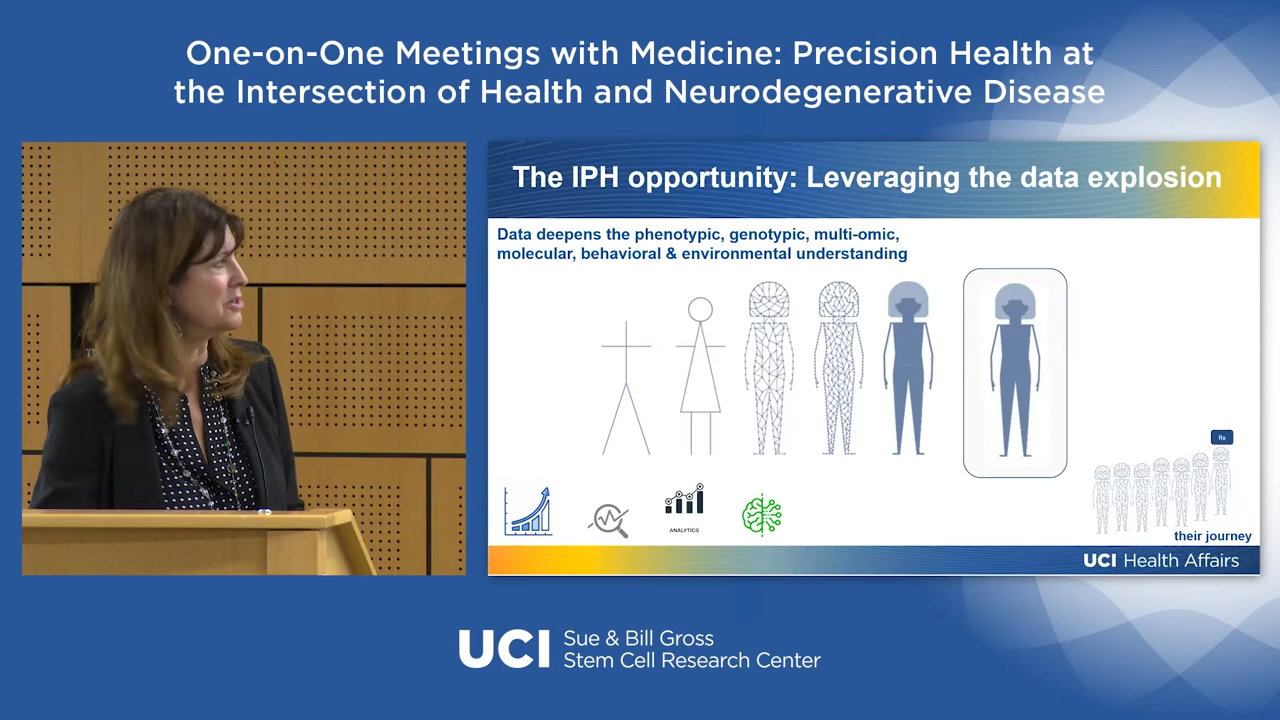 One-on-One Meetings with Medicine: Precision Health at
the Intersection of Health and Neurodegenerative Disease
The IPH opportunity: Leveraging the data explosion
Data deepens the phenotypic, genotypic, multi-omic,
molecular, behavioral & environmental understanding
ANALYTICS
Rx
their journey
UCI Health Affairs
UCI Sue & Bill Gross
Stem Cell Research Center